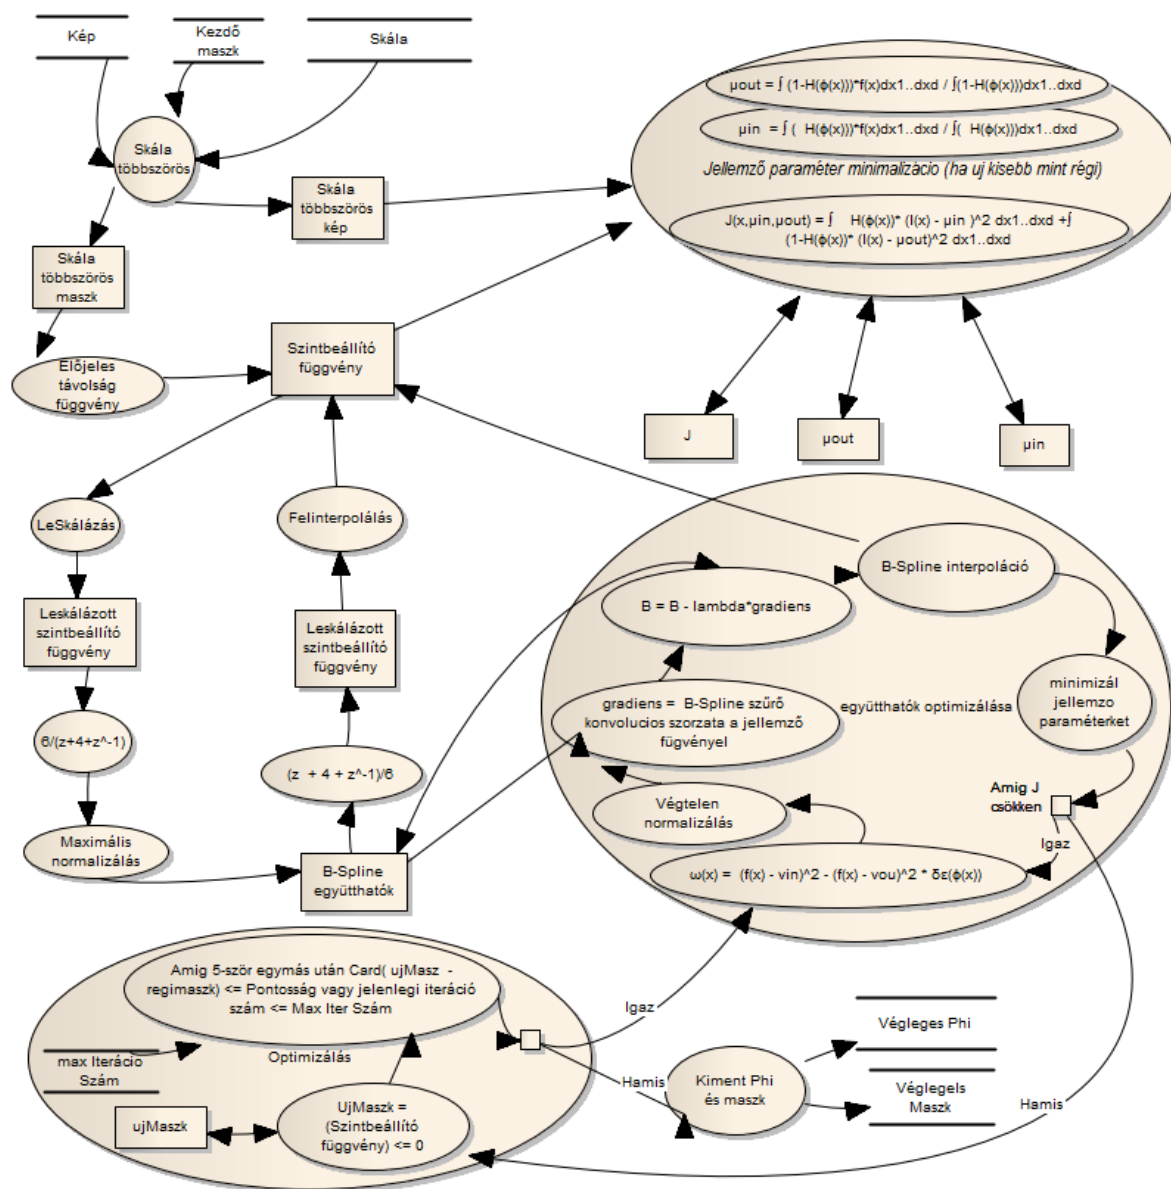 Kép
Kezdő
maszk
Skála
Skála
többszörös
Skála
többszörös
kép
Skála
többszörös
maszk
Előjeles
távolság
függvény
Szintbeállító
függvény
μout = ∫ (1-H(ϕ(x)))*f(x)dx1..dxd / ∫(1-H(ϕ(x)))dx1..dxd
μin  = ∫ (  H(ϕ(x)))*f(x)dx1..dxd / ∫(  H(ϕ(x)))dx1..dxd
Jellemző paraméter minimalizácio (ha uj kisebb mint régi)
J(x,μin,μout) = ∫    H(ϕ(x))* (I(x) - μin )^2 dx1..dxd +∫
(1-H(ϕ(x))* (I(x) - μout)^2 dx1..dxd
J
μout
μin
LeSkálázás
Felinterpolálás
Leskálázott
szintbeállító
függvény
Leskálázott
szintbeállító
függvény
6/(z+4+z^-1)
(z  + 4 + z^-1)/6
Maximális
normalizálás
B-Spline
együtthatók
B-Spline interpoláció
B = B - lambda*gradiens
gradiens =  B-Spline szűrő
konvolucios szorzata a jellemző
fügvényel
együtthatók optimizálása
minimizál
jellemzo
paraméterket
Végtelen
normalizálás
Amig J
csökken
Igaz
ω(x) =  (f(x) - vin)^2 - (f(x) - vou)^2 * δε(ϕ(x))
Amig 5-ször egymás után Card( ujMasz  -
regimaszk) <= Pontosság vagy jelenlegi iteráció
szám <= Max Iter Szám
Igaz
max Iteráció
Szám
Optimizálás
Hamis
UjMaszk =
(Szintbeállító
függvény) <= 0
ujMaszk
Kiment Phi
és maszk
Végleges Phi
Véglegels
Maszk
Hamis